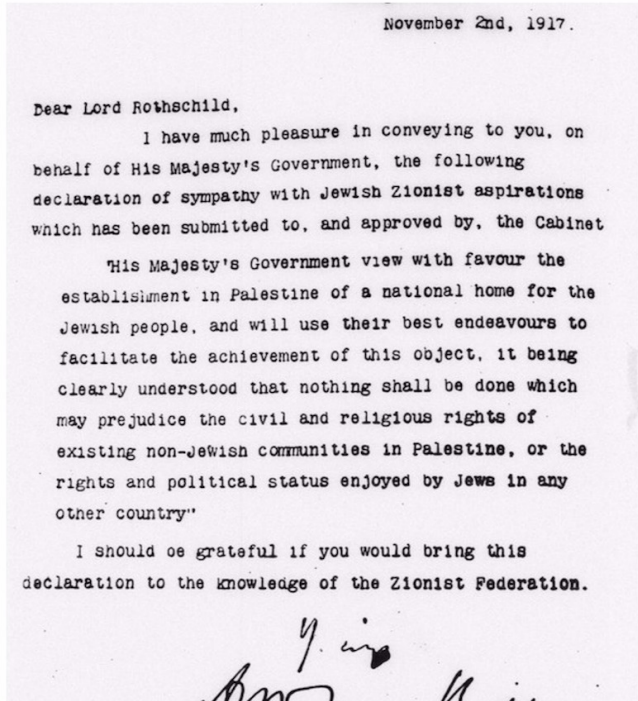 November 2nd, 1917.
Dear Lord Rothschild,
I have much pleasure in conveying to you, on
behalf of His Majesty's Government, the following
declaration of sympathy with Jewish Zionist aspirations
which has been submitted to, and approved by, the Cabinet
"His Majesty's Government view with favour the
establishment in Palestine of a national home for the
Jewish people, and will use their best endeavours to
facilitate the achievement of this object, it being
clearly understood that nothing shall be done which
may prejudice the civil and religious rights of
existing non-Jewish communities in Palestine, or the
rights and political status enjoyed by Jews in any
other country"
I should be grateful if you would bring this
declaration to the knowledge of the Zionist Federation.